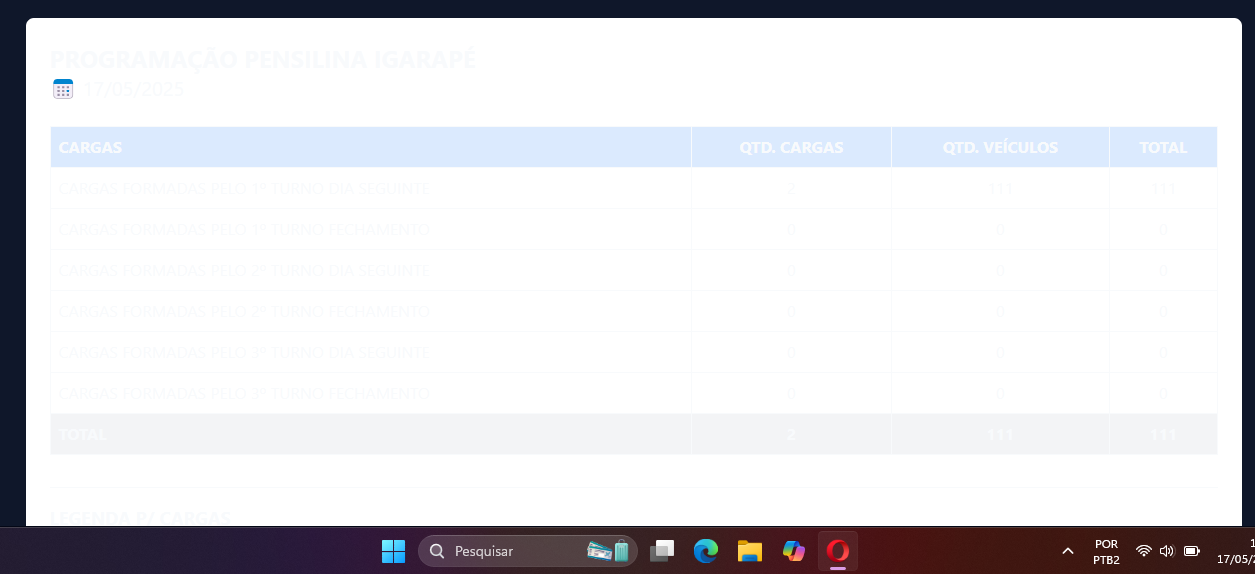 PROGRAMAÇÃO PENSILINA IGARAPÉ
17/05/2025
CARGAS QTD. CARGAS QTD. VEÍCULOS TOTAL
CARGAS FORMADAS PELO 1º TURNO DIA SEGUINTE 2 111 111
CARGAS FORMADAS PELO 1º TURNO FECHAMENTO 0 0 0
CARGAS FORMADAS PELO 2º TURNO DIA SEGUINTE 0 0 0
CARGAS FORMADAS PELO 2º TURNO FECHAMENTO 0 0 0
CARGAS FORMADAS PELO 3º TURNO DIA SEGUINTE 0 0 0
CARGAS FORMADAS PELO 3º TURNO FECHAMENTO 0 0 0
TOTAL 2 111 111
LEGENDA P/ CARGAS
Pesquisar
POR
PTB2
17/05/2